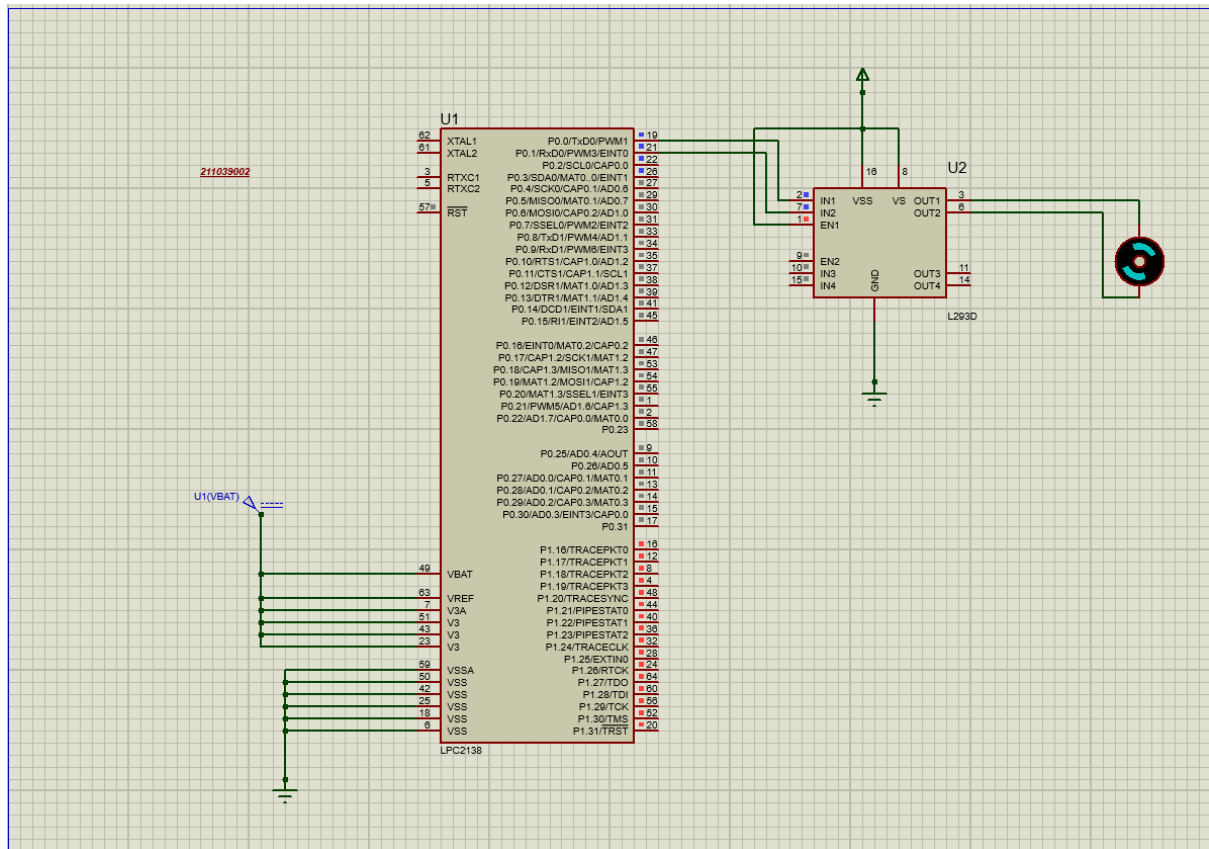 211039002
U1
62 XTAL1
61 XTAL2
3 RTXC1
5 RTXC2
57 RST
49 VBAT
63 VREF
7 V3A
51 V3
43 V3
23 V3
59 VSSA
50 VSS
42 VSS
25 VSS
18 VSS
6 VSS
P0.0/TxD0/PWM1 19
P0.1/RxD0/PWM3/EINT0 21
P0.2/SCL0/CAP0.0 22
P0.3/SDA0/MAT0..0/EINT1 26
P0.4/SCK0/CAP0.1/AD0.6 27
P0.5/MISO0/MAT0.1/AD0.7 29
P0.6/MOSI0/CAP0.2/AD1.0 30
P0.7/SSEL0/PWM2/EINT2 31
P0.8/TxD1/PWM4/AD1.1 33
P0.9/RxD1/PWM6/EINT3 34
P0.10/RTS1/CAP1.0/AD1.2 35
P0.11/CTS1/CAP1.1/SCL1 37
P0.12/DSR1/MAT1.0/AD1.3 38
P0.13/DTR1/MAT1.1/AD1.4 39
P0.14/DCD1/EINT1/SDA1 41
P0.15/RI1/EINT2/AD1.5 45
P0.16/EINT0/MAT0.2/CAP0.2 46
P0.17/CAP1.2/SCK1/MAT1.2 47
P0.18/CAP1.3/MISO1/MAT1.3 53
P0.19/MAT1.2/MOSI1/CAP1.2 54
P0.20/MAT1.3/SSEL1/EINT3 55
P0.21/PWM5/AD1.6/CAP1.3 1
P0.22/AD1.7/CAP0.0/MAT0.0 2
P0.23 58
P0.25/AD0.4/AOUT 9
P0.26/AD0.5 10
P0.27/AD0.0/CAP0.1/MAT0.1 11
P0.28/AD0.1/CAP0.2/MAT0.2 13
P0.29/AD0.2/CAP0.3/MAT0.3 14
P0.30/AD0.3/EINT3/CAP0.0 15
P0.31 17
P1.16/TRACEPKT0 16
P1.17/TRACEPKT1 12
P1.18/TRACEPKT2 8
P1.19/TRACEPKT3 4
P1.20/TRACESYNC 48
P1.21/PIPESTAT0 44
P1.22/PIPESTAT1 40
P1.23/PIPESTAT2 36
P1.24/TRACECLK 32
P1.25/EXTIN0 28
P1.26/RTCK 24
P1.27/TDO 64
P1.28/TDI 60
P1.29/TCK 56
P1.30/TMS 52
P1.31/TRST 20
LPC2138
U1(VBAT)
U2
16 8
VSS VS
2 IN1
7 IN2
1 EN1
9 EN2
10 IN3
15 IN4
OUT1 3
OUT2 6
OUT3 11
OUT4 14
GND
L293D